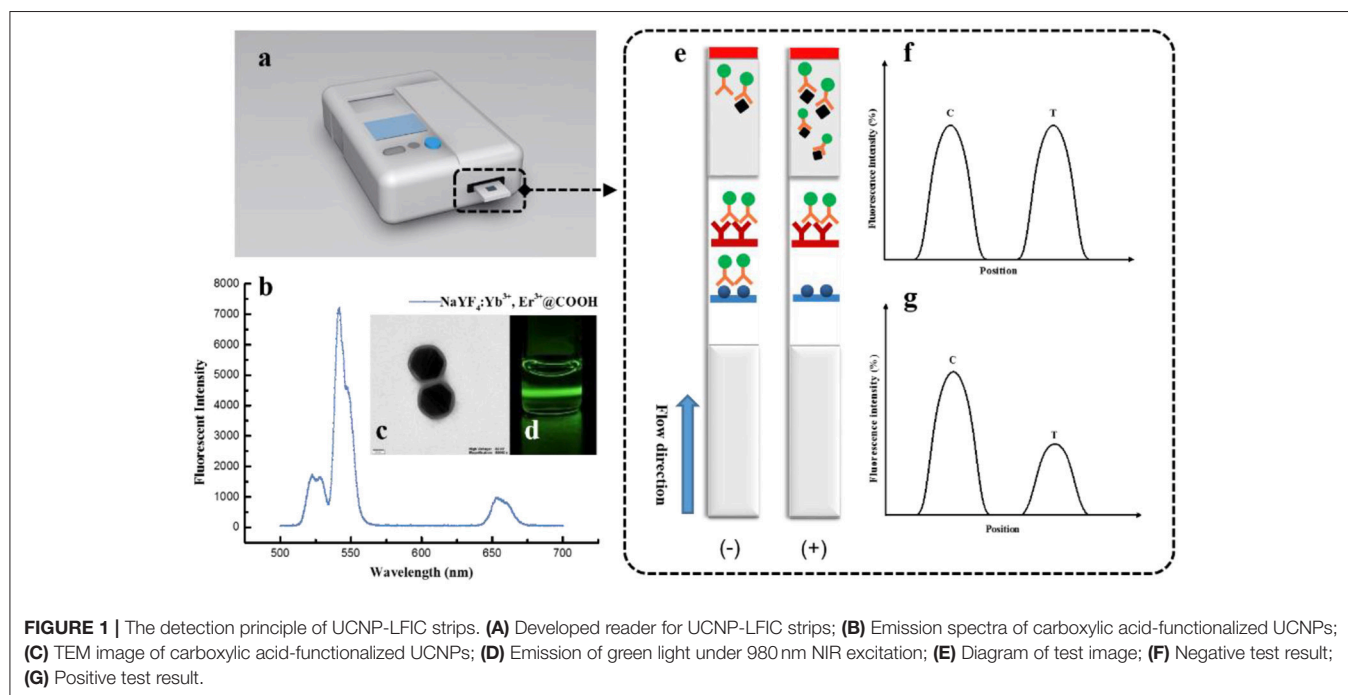 a
b
8000
7000
6000
5000
4000
3000
2000
1000
0
Fluorescent Intensity
NaYF4:Yb3+, Er3+@COOH
c
d
500
550
600
650
700
Wavelength (nm)
e
Flow direction
(-)
(+)
f
Fluorescence intensity (%)
C
T
Position
g
Fluorescence intensity (%)
C
T
Position
FIGURE 1 | The detection principle of UCNP-LFIC strips. (A) Developed reader for UCNP-LFIC strips; (B) Emission spectra of carboxylic acid-functionalized UCNPs;
(C) TEM image of carboxylic acid-functionalized UCNPs; (D) Emission of green light under 980 nm NIR excitation; (E) Diagram of test image; (F) Negative test result;
(G) Positive test result.